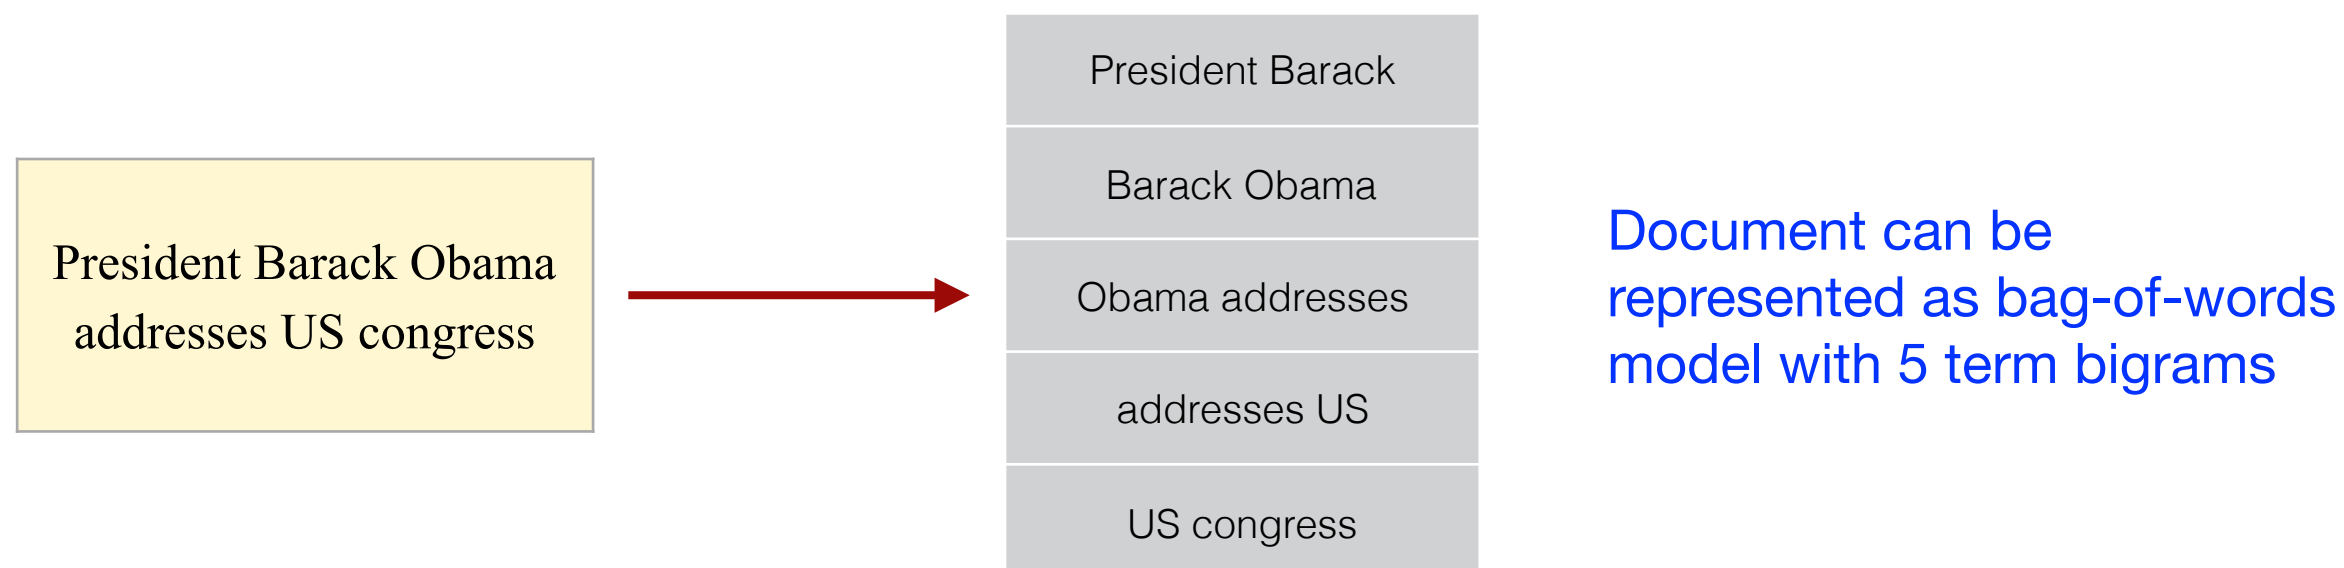 President Barack Obama
addresses US congress
President Barack
Barack Obama
Obama addresses
addresses US
US congress
Document can be
represented as bag-of-words
model with 5 term bigrams